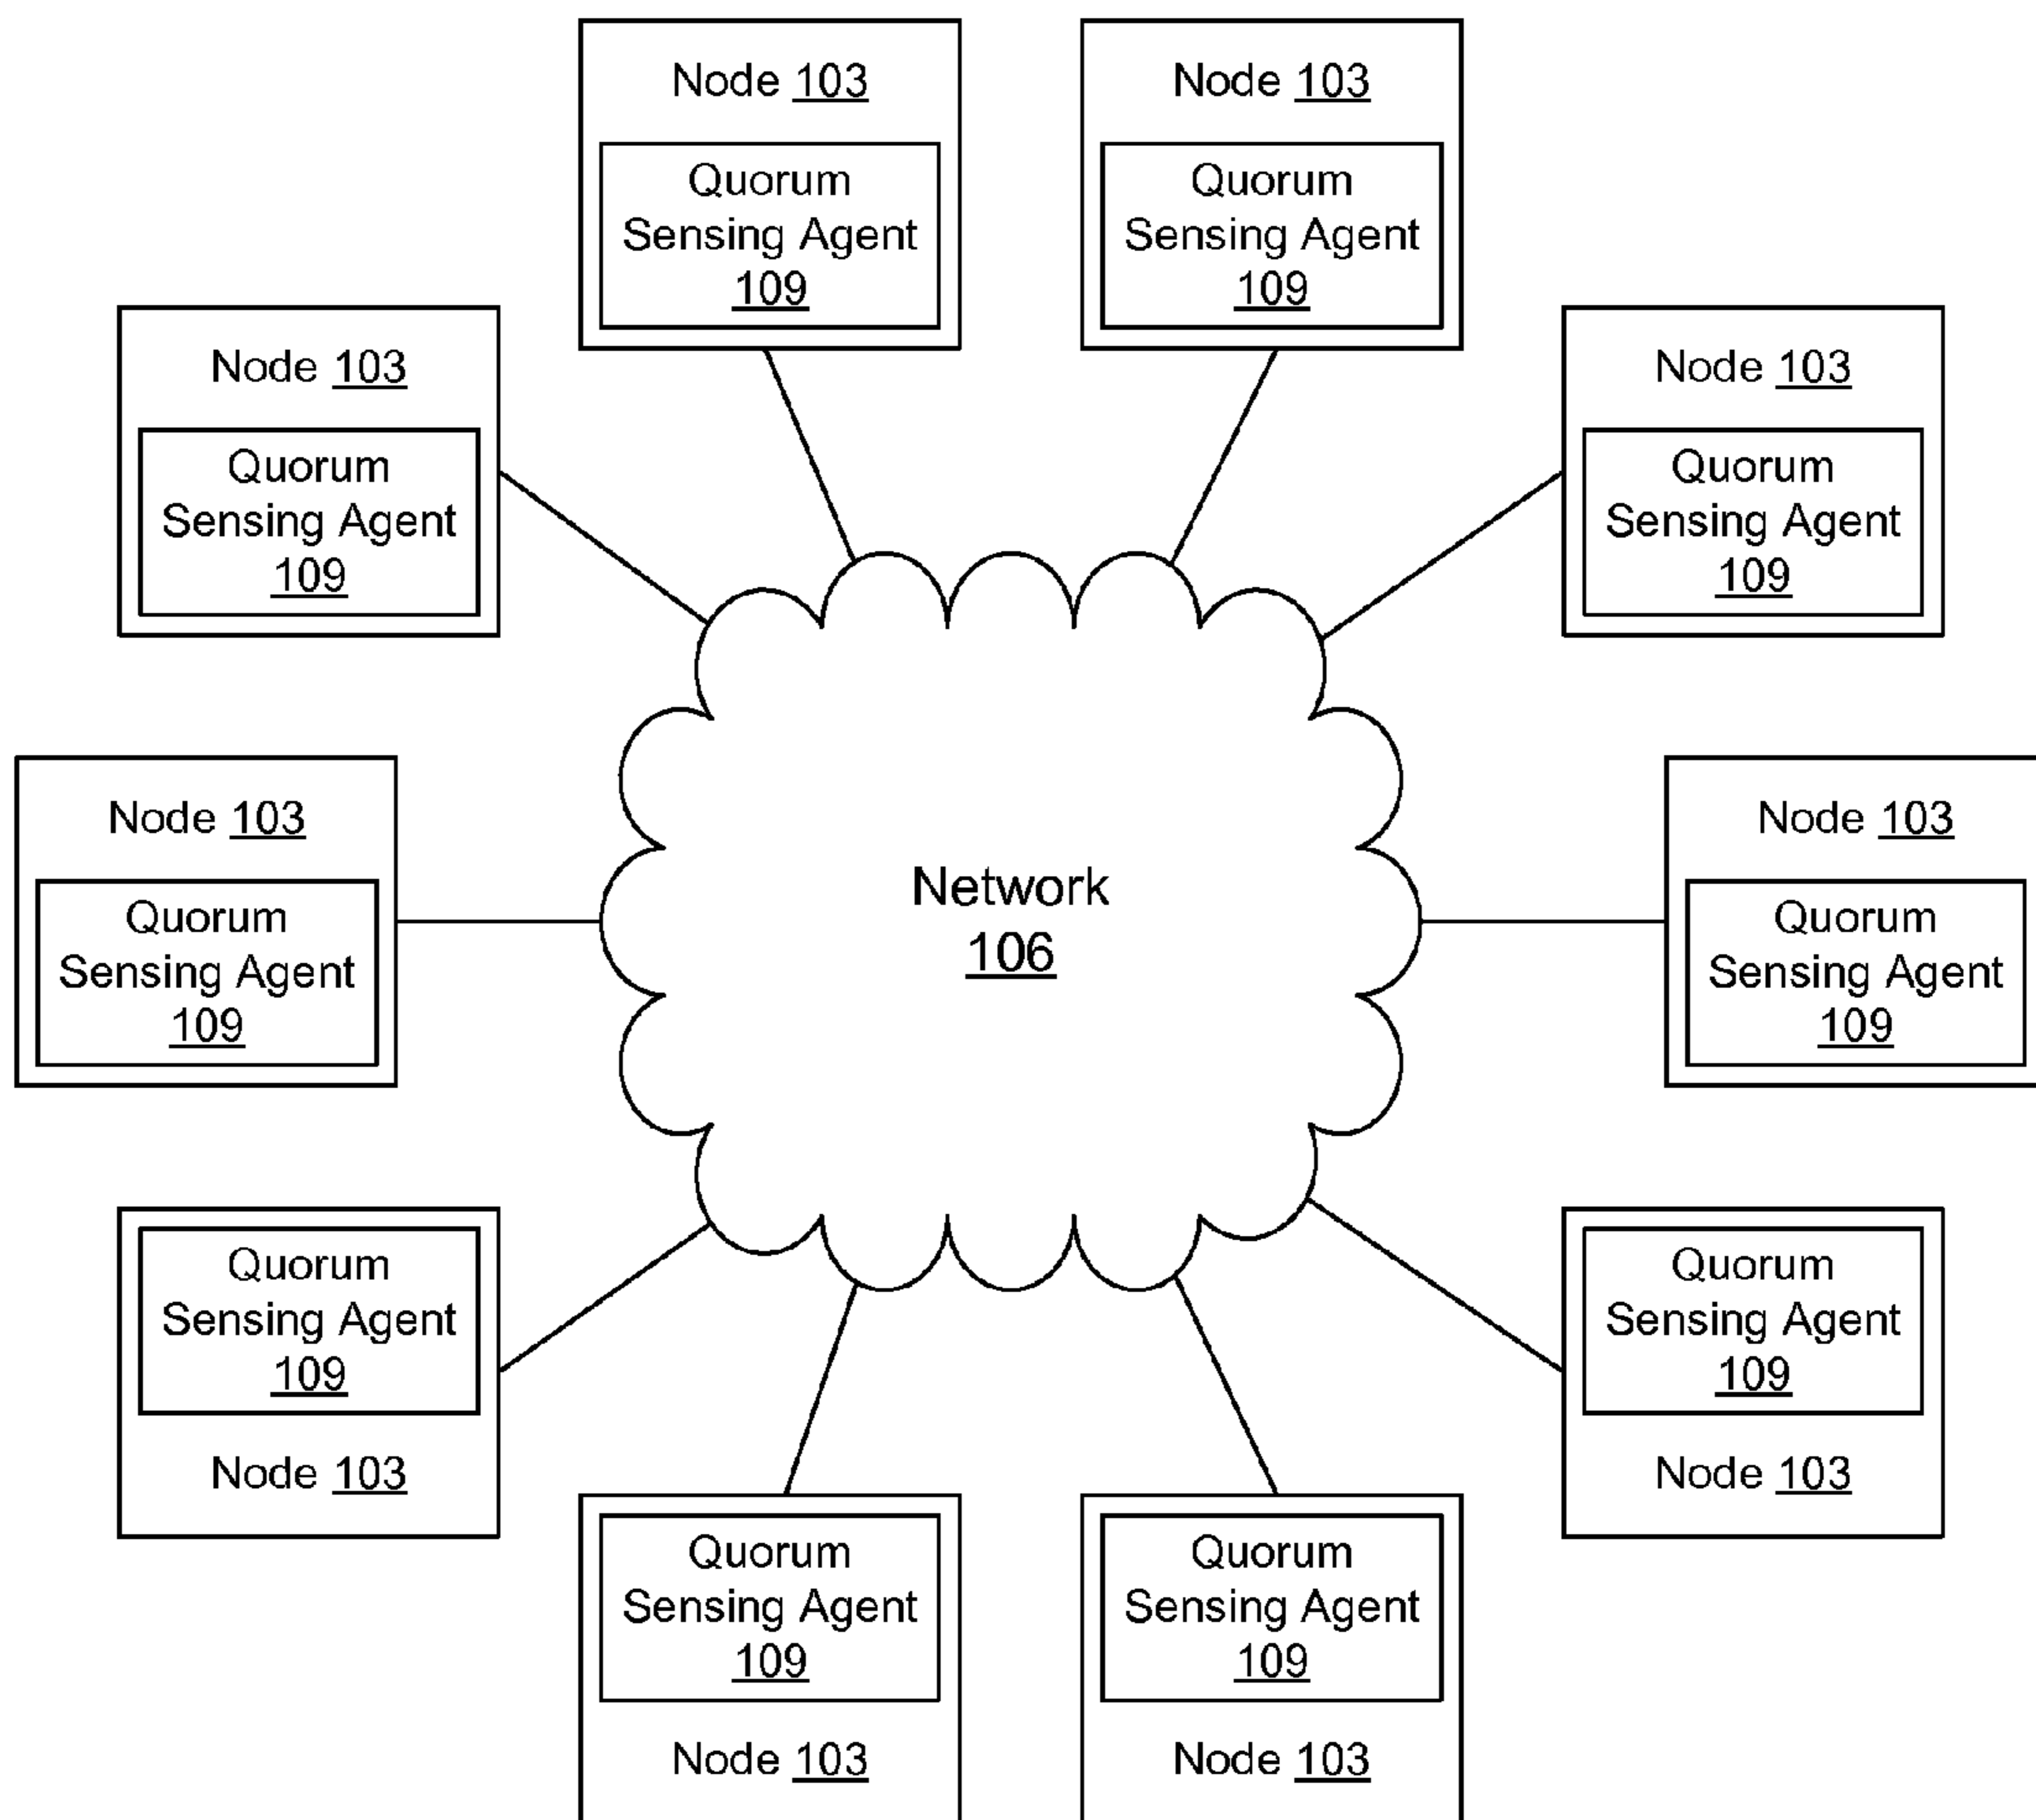 Node 103
Quorum
Sensing Agent
109
Node 103
Quorum
Sensing Agent
109
Node 103
Quorum
Sensing Agent
109
Node 103
Quorum
Sensing Agent
109
Node 103
Quorum
Sensing Agent
109
Network
106
Node 103
Quorum
Sensing Agent
109
Quorum
Sensing Agent
109
Node 103
Quorum
Sensing Agent
109
Node 103
Quorum
Sensing Agent
109
Node 103
Quorum
Sensing Agent
109
Node 103